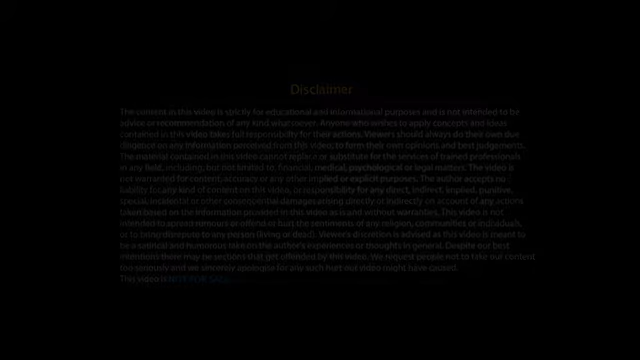 Disclaimer
The content in this video is strictly for educational and informational purposes and is not intended to be
advice or recommendation of any kind whatsoever. Anyone who wishes to apply concepts and ideas
contained in this video takes full responsibility for their actions. Viewers should always do their own due
diligence on any information perceived from this video, to form their own opinions and best judgements.
The material contained in this video cannot replace or substitute for the services of trained professionals
in any field, including, but not limited to, financial, medical, psychological or legal matters. The video is
not warranted for content, accuracy or any other implied or explicit purposes. The author accepts no
liability for any kind of content on this video, or responsibility for any direct, indirect, implied, punitive,
special, incidental or other consequential damages arising directly or indirectly on account of any actions
taken based on the information provided in this video as is and without warranties. This video is not
intended to spread rumours or offend or hurt the sentiments of any religion, communities or individuals,
or to bring disrepute to any person (living or dead). Viewer's discretion is advised as this video is meant to
be a satirical and humorous take on the author's experiences or thoughts in general. Despite our best
intentions there may be sections that get offended by this video. We request people not to take our content
too seriously and we sincerely apologise for any such hurt our video might have caused.
This video is NOT FOR